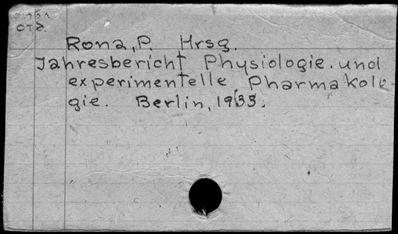 Rona, P. Hrsg.
Jahresbericht Physiologie. und
experimentelle Pharmakolo-
gie. Berlin, 1933.